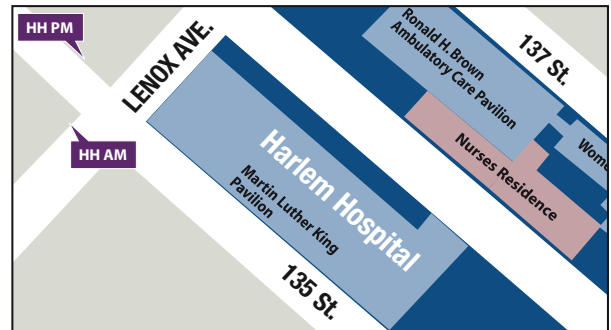 HH PM
LENOX AVE.
HH AM
Harlem Hospital
Martin Luther King
Pavilion
135 St.
Ronald H. Brown
Ambulatory Care Pavilion
Nurses Residence
137 St.
Wome